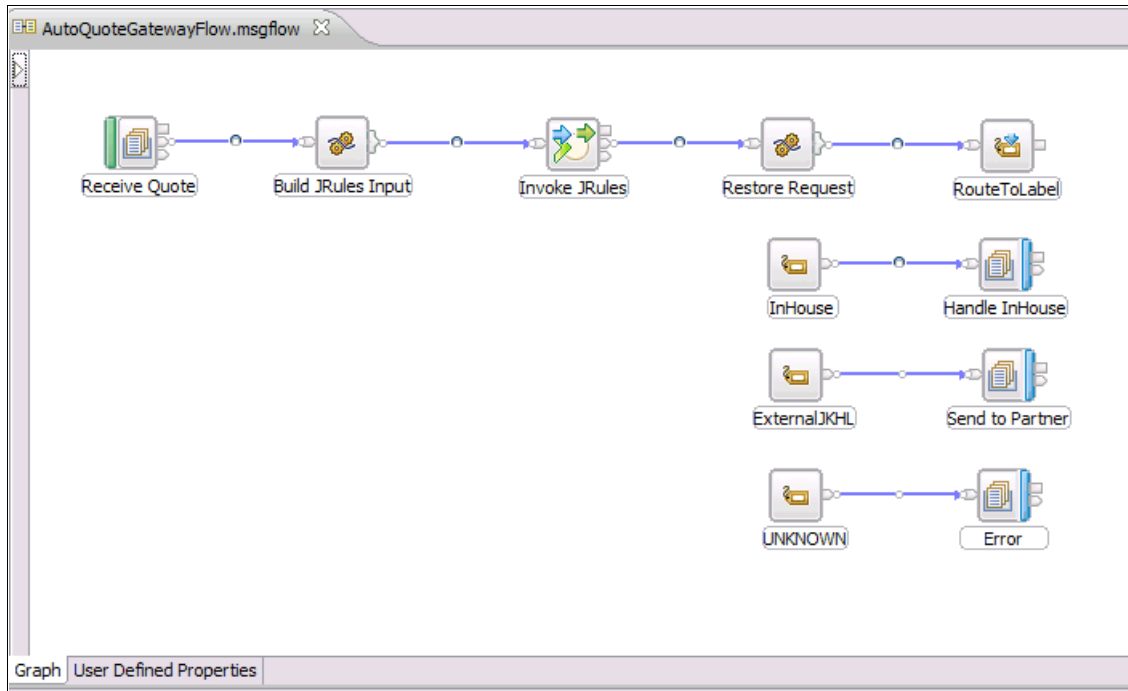 AutoQuoteGatewayFlow.msgflow
Receive Quote
Build JRules Input
Invoke JRules
Restore Request
RouteToLabel
InHouse
Handle InHouse
ExternalJKHL
Send to Partner
UNKNOWN
Error
Graph
User Defined Properties